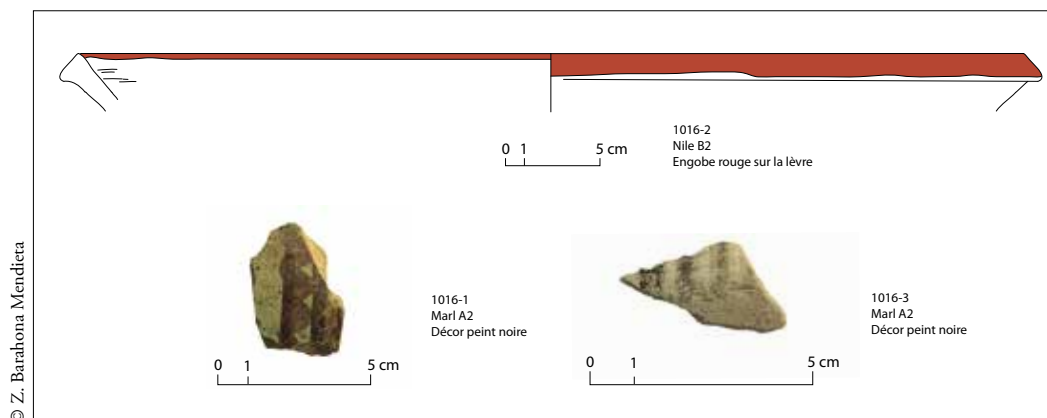 1016-2
Nile B2
Engobe rouge sur la lèvre
0 1 5 cm
1016-1
Marl A2
Décor peint noire
0 1 5 cm
1016-3
Marl A2
Décor peint noire
0 1 5 cm
© Z. Barahona Mendieta